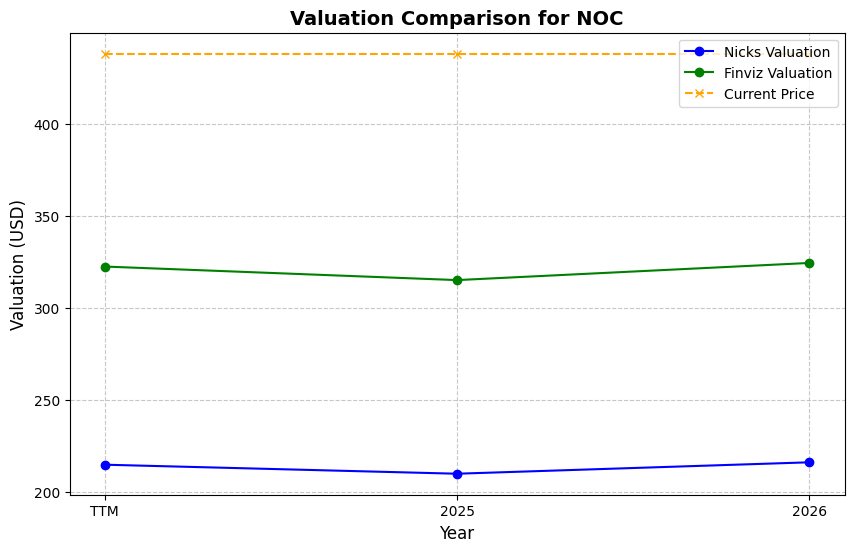 Valuation Comparison for NOC
Nicks Valuation
Finviz Valuation
Current Price
Valuation (USD)
400
350
300
250
200
TTM
2025
2026
Year